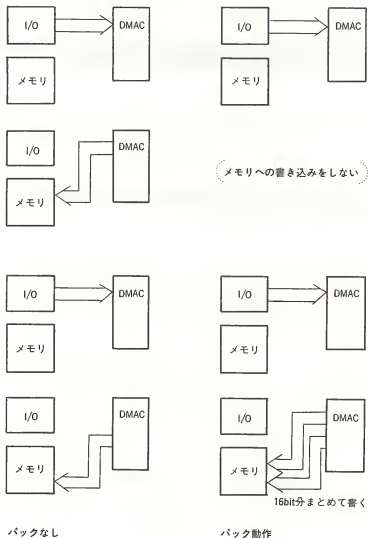 I/O
DMAC
メモリ
I/O
DMAC
メモリ
I/O
DMAC
メモリ
(メモリへの書き込みをしない)
I/O
DMAC
メモリ
I/O
DMAC
メモリ
I/O
DMAC
メモリ
I/O
DMAC
メモリ
16bit分まとめて書く
パックなし
パック動作